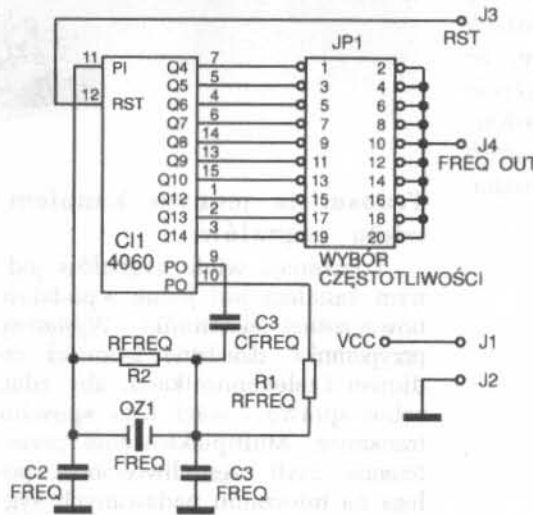 J3
RST
JP1
11 PI Q4 7 1 2
Q5 5 3 4
12 RST Q6 4 5 6
Q7 6 7 8
Q8 14 9 10 J4
Q9 13 11 12 FREQ OUT
Q10 15 13 14
Q12 1 15 16
Q13 2 17 18
Q14 3 19 20
CI1
4060
PO 9
PO 10
WYBÓR
CZĘSTOTLIWOŚCI
C3
CFREQ
RFREQ
R2
R1
RFREQ
VCC J1
J2
QZ1
FREQ
C2
FREQ
C3
FREQ